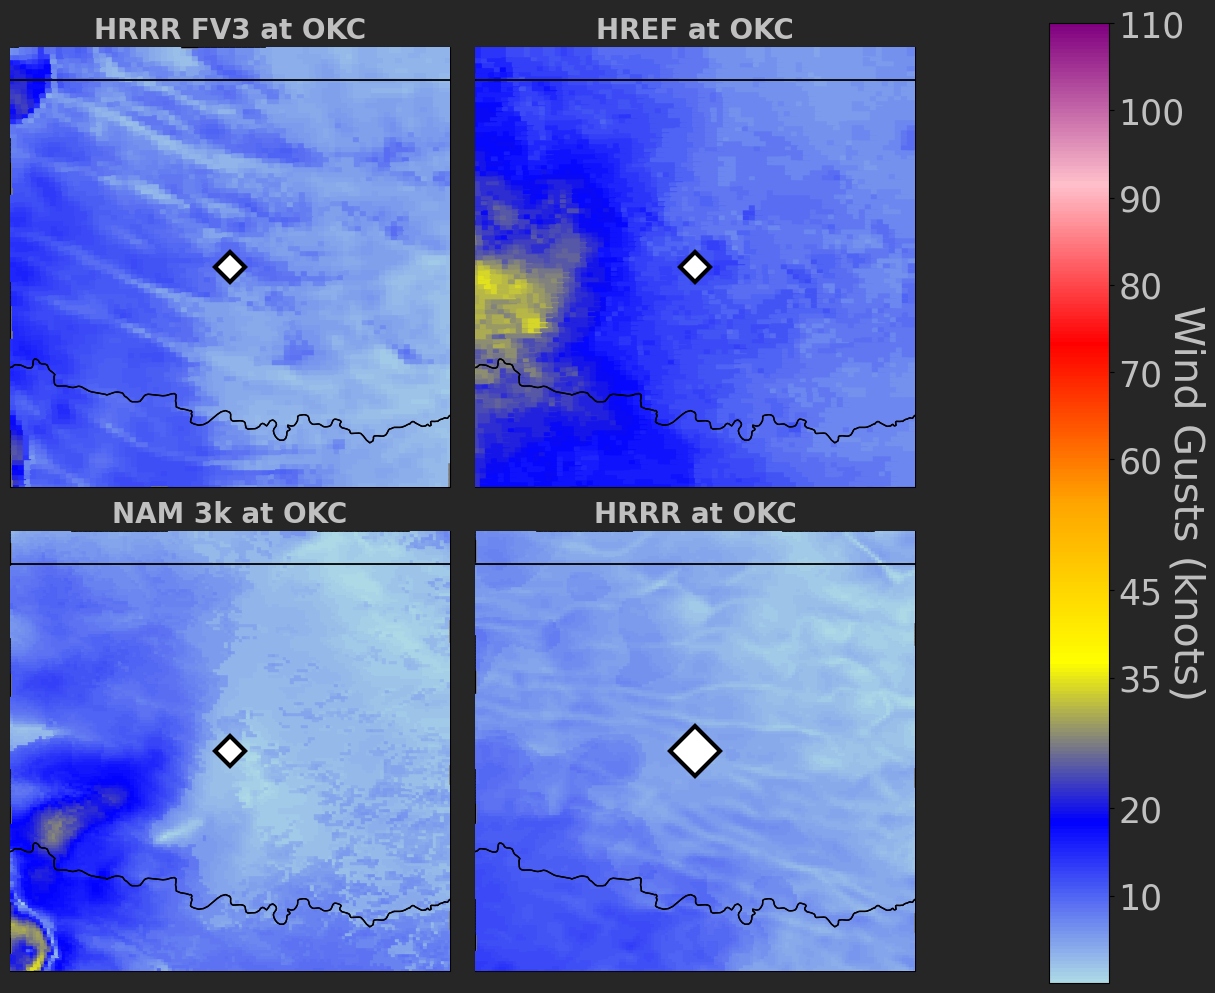 HRRR FV3 at OKC
HREF at OKC
NAM 3k at OKC
HRRR at OKC
110
100
90
80
70
60
45
35
20
10
Wind Gusts (knots)